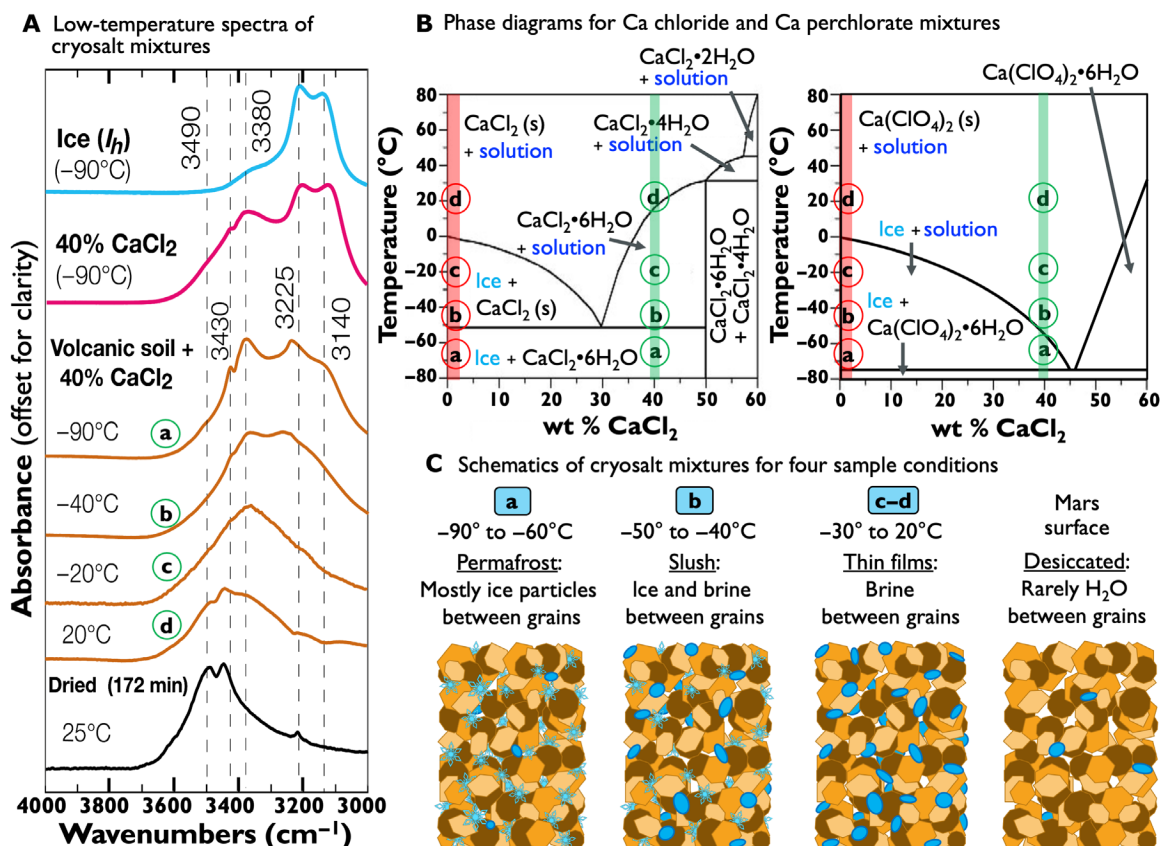 A Low-temperature spectra of
cryosalt mixtures
Ice (Ih)
(−90°C)
3490
3380
40% CaCl2
(−90°C)
3430
3225
3140
Volcanic soil +
40% CaCl2
−90°C
a
−40°C
b
−20°C
c
20°C
d
Dried (172 min)
25°C
Absorbance (offset for clarity)
4000 3800 3600 3400 3200 3000
Wavenumbers (cm−1)
B Phase diagrams for Ca chloride and Ca perchlorate mixtures
CaCl2•2H2O
+ solution
CaCl2 (s)
+ solution
CaCl2•4H2O
+ solution
CaCl2•6H2O
+ solution
Ice +
CaCl2 (s)
Ice + CaCl2•6H2O
CaCl2•6H2O
+ CaCl2•4H2O
d
c
b
a
d
c
b
a
80
60
40
20
0
−20
−40
−60
−80
Temperature (°C)
0 10 20 30 40 50 60
wt % CaCl2
Ca(ClO4)2•6H2O
Ca(ClO4)2 (s)
+ solution
Ice + solution
Ice +
Ca(ClO4)2•6H2O
d
c
b
a
d
c
b
a
80
60
40
20
0
−20
−40
−60
−80
Temperature (°C)
0 10 20 30 40 50 60
wt % CaCl2
C Schematics of cryosalt mixtures for four sample conditions
a
−90° to −60°C
Permafrost:
Mostly ice particles
between grains
b
−50° to −40°C
Slush:
Ice and brine
between grains
c–d
−30° to 20°C
Thin films:
Brine
between grains
Mars
surface
Desiccated:
Rarely H2O
between grains